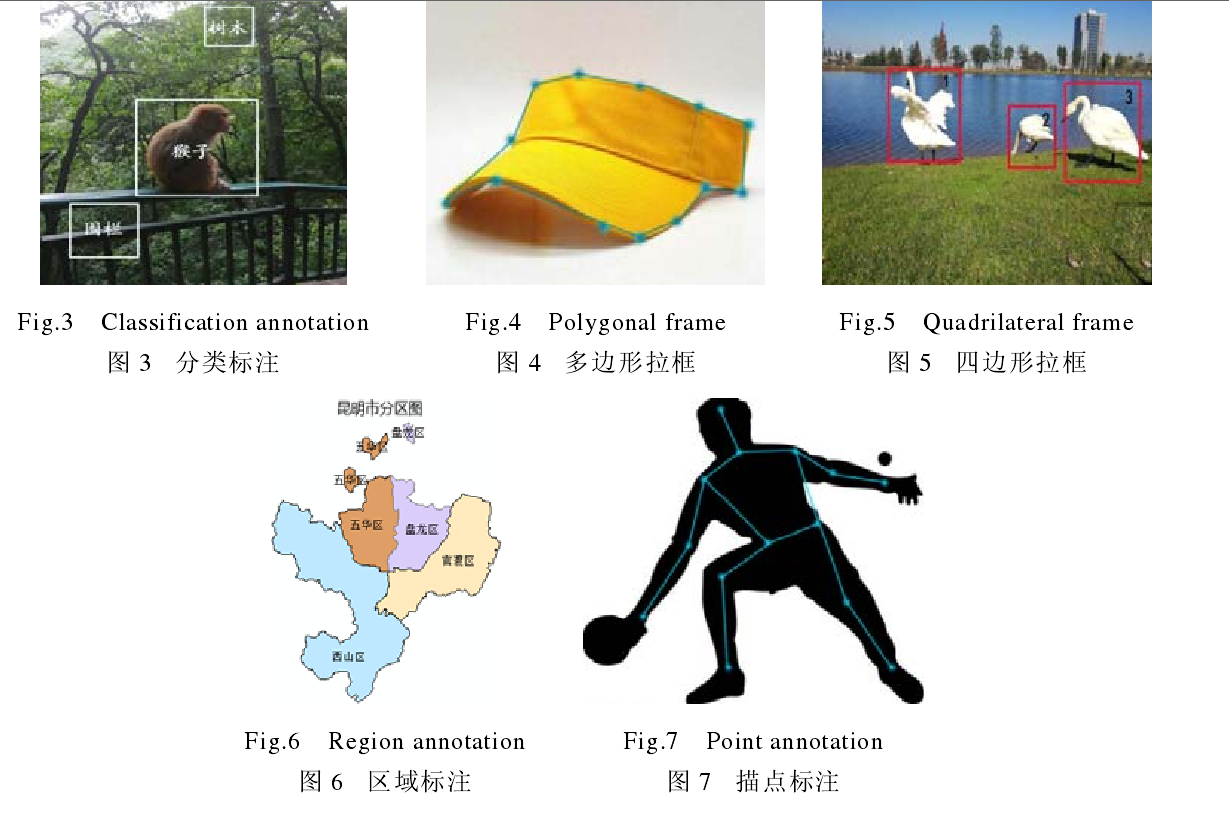 树木
猴子
围栏
1
2
3
Fig.3 Classification annotation
图 3 分类标注
Fig.4 Polygonal frame
图 4 多边形拉框
Fig.5 Quadrilateral frame
图 5 四边形拉框
昆明市分区图
盘龙区
五华区
五华区
五华区
盘龙区
官渡区
西山区
Fig.6 Region annotation
图 6 区域标注
Fig.7 Point annotation
图 7 描点标注